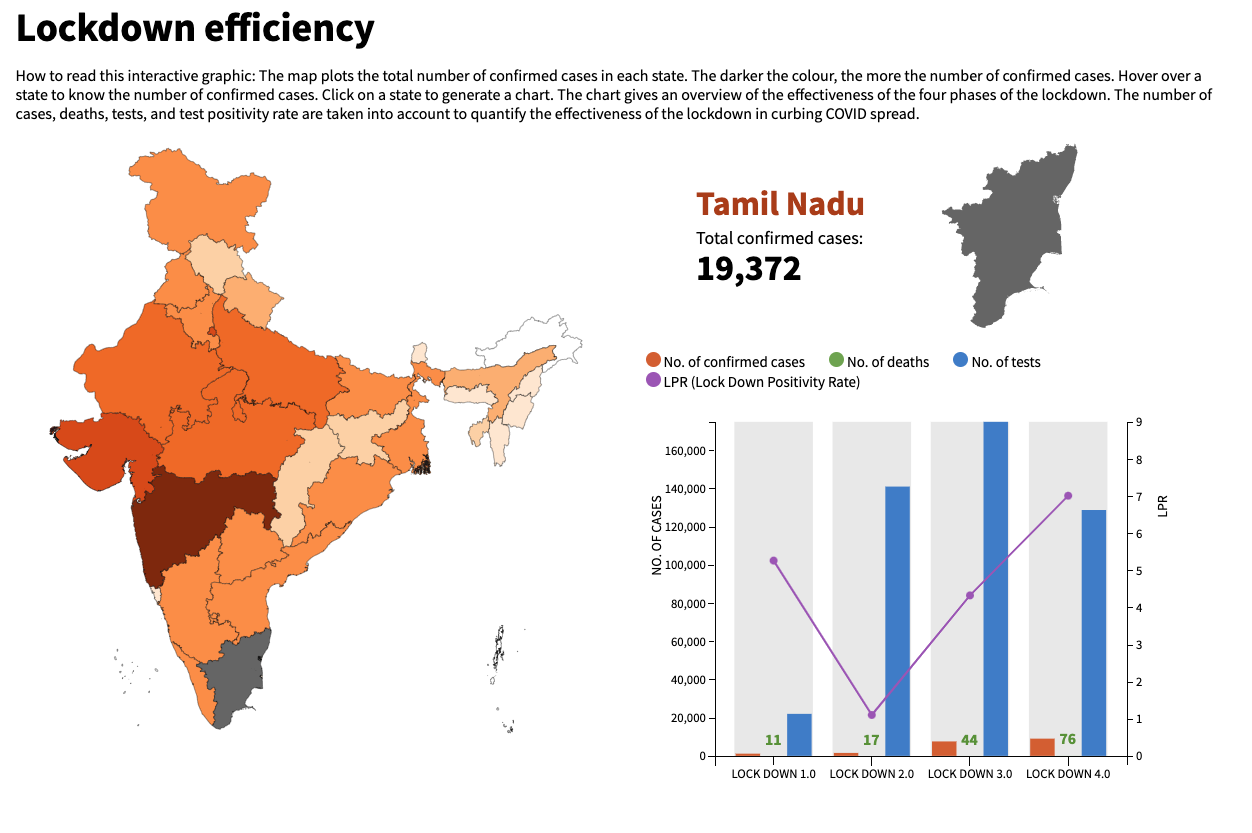 Lockdown efficiency
How to read this interactive graphic: The map plots the total number of confirmed cases in each state. The darker the colour, the more the number of confirmed cases. Hover over a
state to know the number of confirmed cases. Click on a state to generate a chart. The chart gives an overview of the effectiveness of the four phases of the lockdown. The number of
cases, deaths, tests, and test positivity rate are taken into account to quantify the effectiveness of the lockdown in curbing COVID spread.
Tamil Nadu
Total confirmed cases:
19,372
No. of confirmed cases No. of deaths No. of tests
LPR (Lock Down Positivity Rate)
NO. OF CASES
160,000
140,000
120,000
100,000
80,000
60,000
40,000
20,000
0
11 17 44 76
9
8
7
6
5
4
3
2
1
0
LPR
LOCK DOWN 1.0 LOCK DOWN 2.0 LOCK DOWN 3.0 LOCK DOWN 4.0